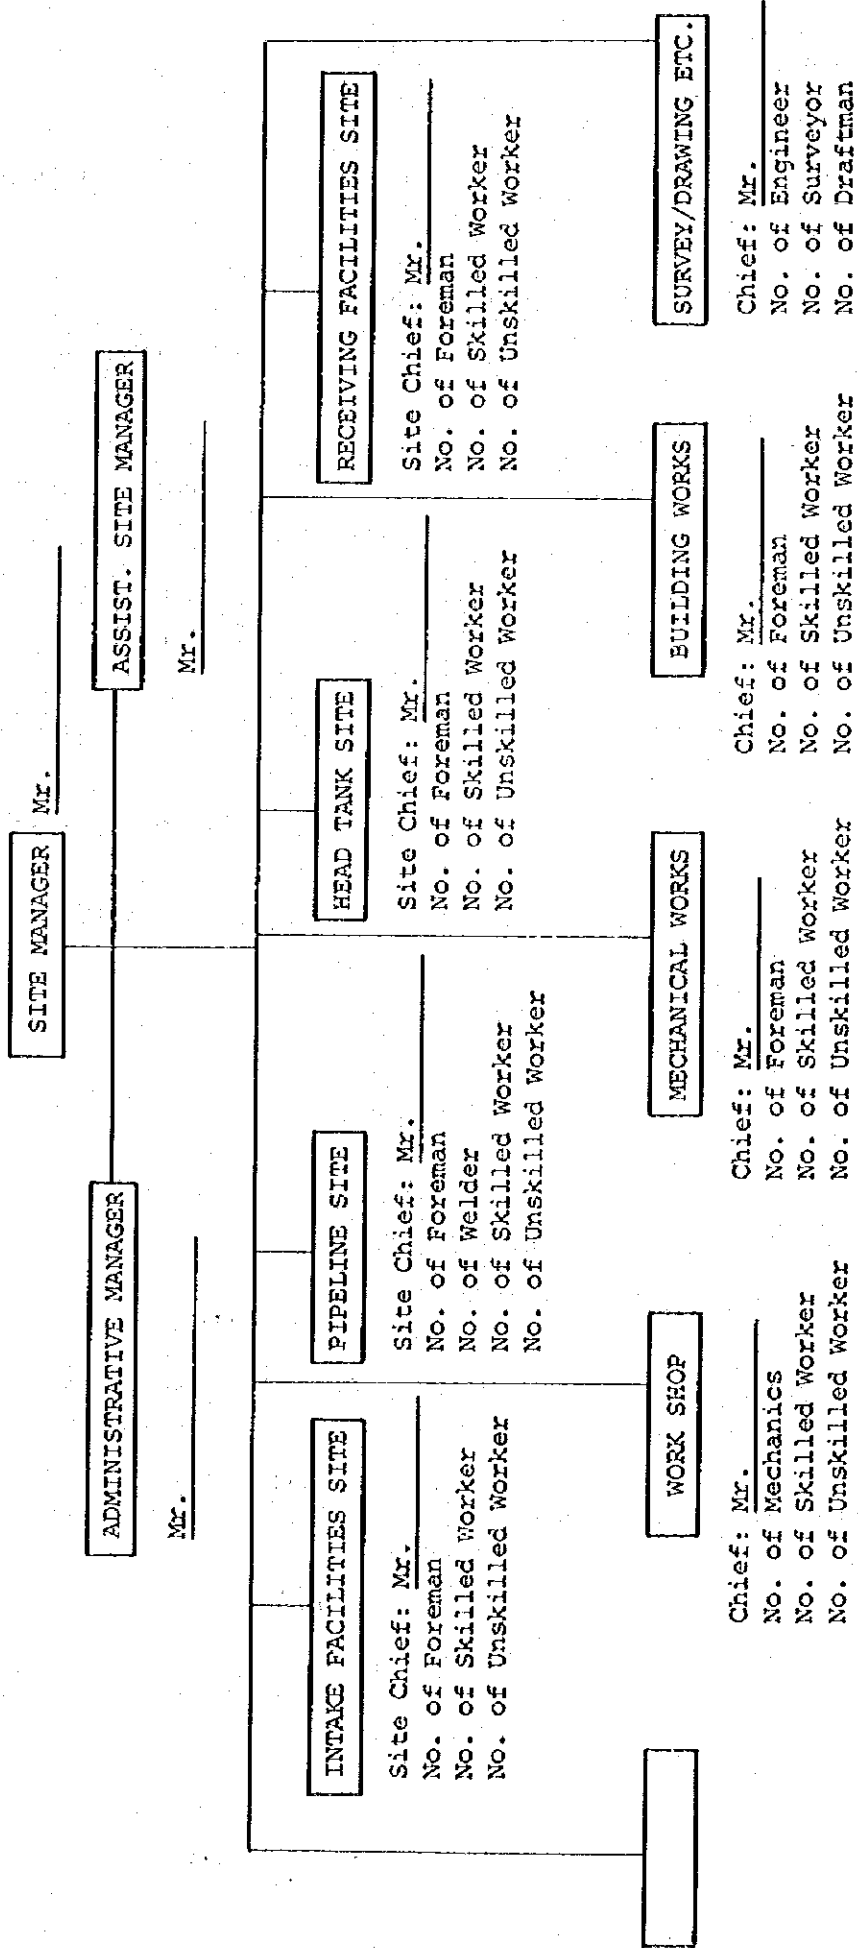 SITE MANAGER Mr.
ADMINISTRATIVE MANAGER
Mr.
ASSIST. SITE MANAGER
Mr.
INTAKE FACILITIES SITE
Site Chief: Mr.
No. of Foreman
No. of Skilled Worker
No. of Unskilled Worker
PIPELINE SITE
Site Chief: Mr.
No. of Foreman
No. of Welder
No. of Skilled Worker
No. of Unskilled Worker
HEAD TANK SITE
Site Chief: Mr.
No. of Foreman
No. of Skilled Worker
No. of Unskilled Worker
RECEIVING FACILITIES SITE
Site Chief: Mr.
No. of Foreman
No. of Skilled Worker
No. of Unskilled Worker
WORK SHOP
Chief: Mr.
No. of Mechanics
No. of Skilled Worker
No. of Unskilled Worker
MECHANICAL WORKS
Chief: Mr.
No. of Foreman
No. of Skilled Worker
No. of Unskilled Worker
BUILDING WORKS
Chief: Mr.
No. of Foreman
No. of Skilled Worker
No. of Unskilled Worker
SURVEY/DRAWING ETC.
Chief: Mr.
No. of Engineer
No. of Surveyor
No. of Draftman